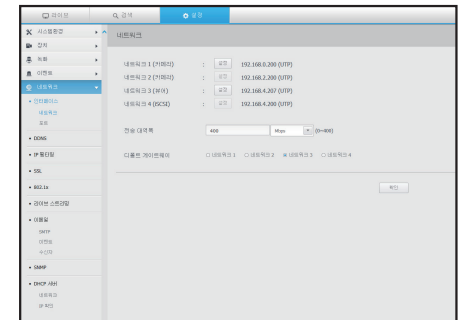 라이브
검색
설정
시스템환경
장치
녹화
이벤트
네트워크
인터페이스
네트워크
포트
DDNS
IP 필터링
SSL
802.1x
라이브 스트리밍
이메일
SMTP
이벤트
수신자
SNMP
DHCP 서버
네트워크
IP 확인
네트워크
네트워크 1 (카메라) : 설정 192.168.0.200 (UTP)
네트워크 2 (카메라) : 설정 192.168.2.200 (UTP)
네트워크 3 (뷰어) : 설정 192.168.4.207 (UTP)
네트워크 4 (iSCSI) : 설정 192.168.4.200 (UTP)
전송 대역폭 400 Mbps (0~400)
디폴트 게이트웨이 네트워크 1 네트워크 2 네트워크 3 네트워크 4
확인